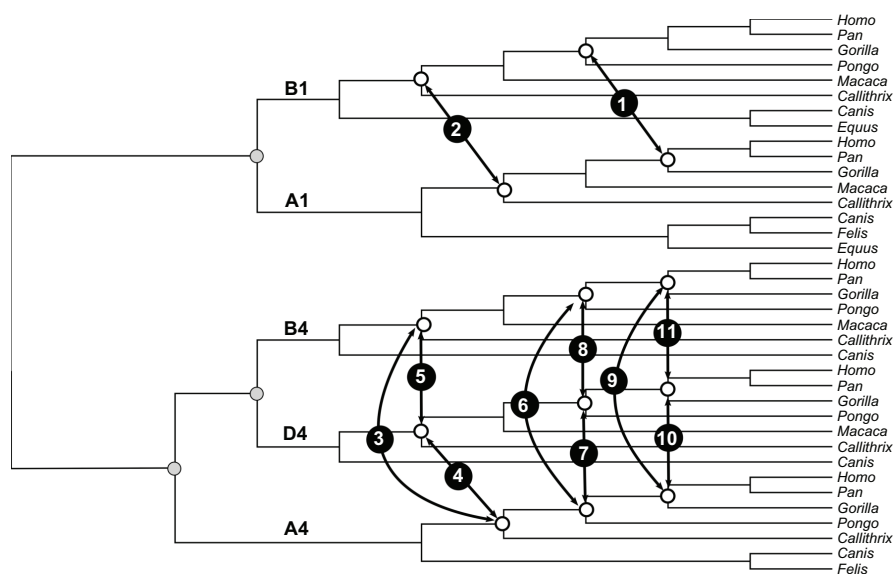 Homo
Pan
Gorilla
Pongo
Macaca
B1
Callithrix
1
Canis
2
Equus
Homo
Pan
Gorilla
Macaca
A1
Callithrix
Canis
Felis
Equus
Homo
Pan
Gorilla
Pongo
B4
Macaca
11
Callithrix
8
Canis
5
9
Homo
Pan
6
Gorilla
Pongo
D4
3
10
Macaca
7
Callithrix
4
Canis
Homo
Pan
Gorilla
A4
Pongo
Callithrix
Canis
Felis